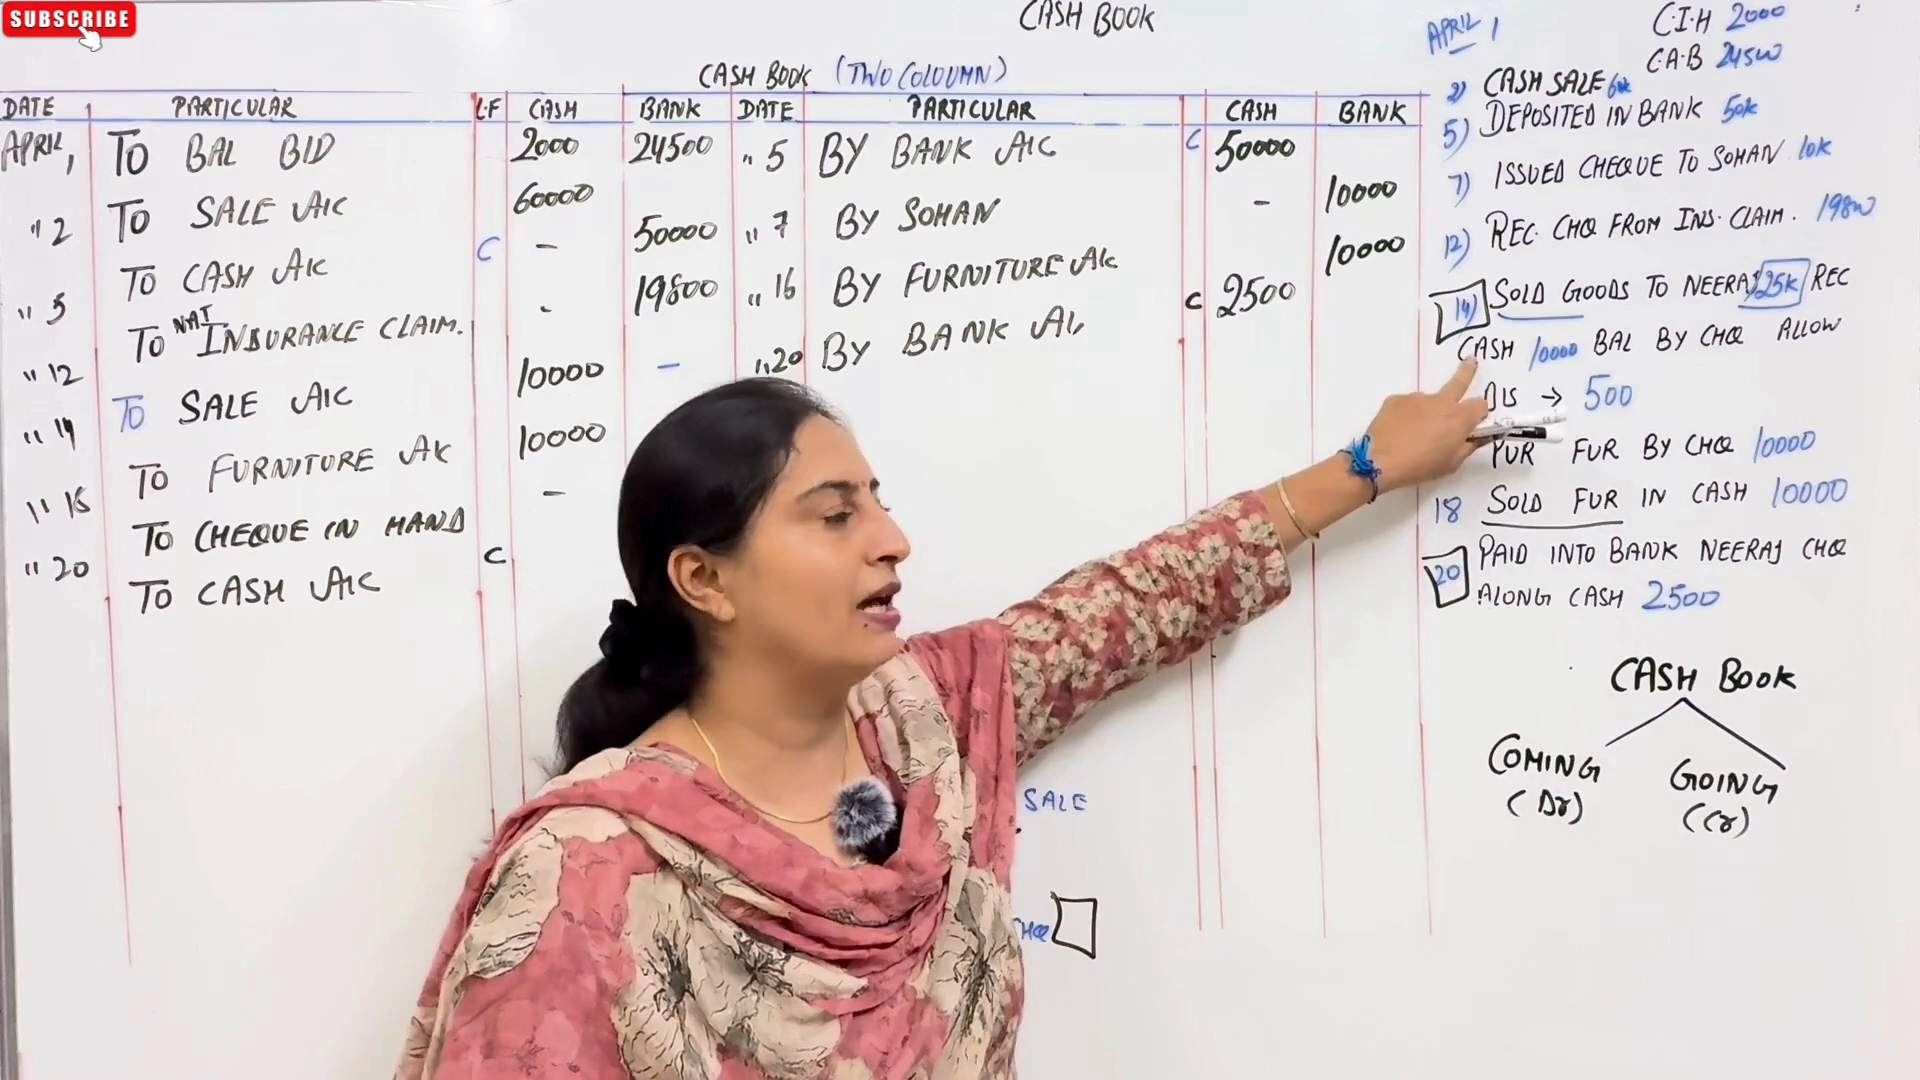 SUBSCRIBE
CASH BOOK
CASH BOOK (TWO COLOUMN)
DATE PARTICULAR LF CASH BANK DATE PARTICULAR CASH BANK
APRIL, TO BAL B/D 2000 24500 "5 BY BANK A/C C 50000
"2 TO SALE A/C 60000 "7 BY SOHAN - 10000
TO CASH A/C C - 50000 "16 BY FURNITURE A/C 10000
"5 TO NAT INSURANCE CLAIM. - 19800 "20 BY BANK A/C C 2500
"12 TO SALE A/C 10000 -
"14 TO FURNITURE A/C 10000
"18 TO CHEQUE IN HAND -
"20 TO CASH A/C C
APRIL 1 C.I.H 2000
C.A.B 24500
2) CASH SALE 60k
5) DEPOSITED IN BANK 50k
7) ISSUED CHEQUE TO SOHAN 10k
12) REC. CHQ FROM INS. CLAIM. 19800
14) SOLD GOODS TO NEERAJ 25k REC
CASH 10000 BAL BY CHQ ALLOW
DIS → 500
PUR FUR BY CHQ 10000
18 SOLD FUR IN CASH 10000
20 PAID INTO BANK NEERAJ CHQ
ALONG CASH 2500
CASH BOOK
COMING (Dr)
GOING (Cr)
SALE
CHQ